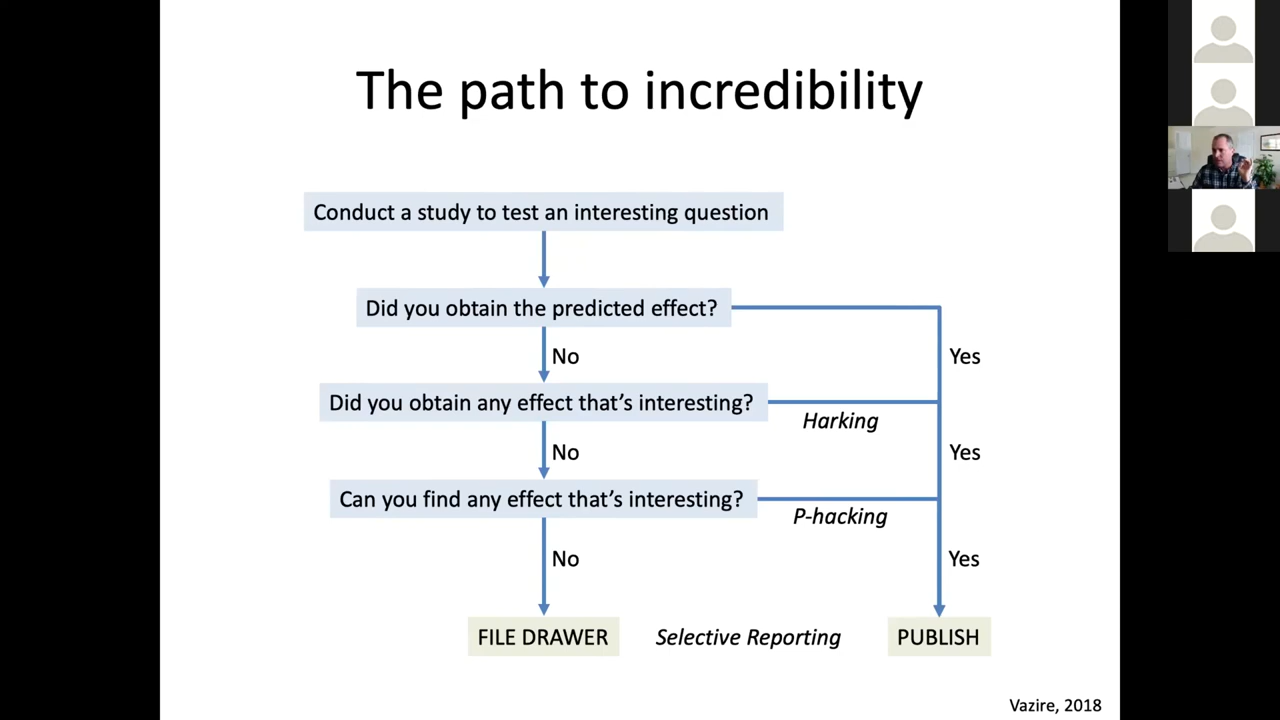 The path to incredibility
Conduct a study to test an interesting question
Did you obtain the predicted effect?
No
Yes
Did you obtain any effect that's interesting?
Harking
No
Yes
Can you find any effect that's interesting?
P-hacking
No
Yes
FILE DRAWER
Selective Reporting
PUBLISH
Vazire, 2018